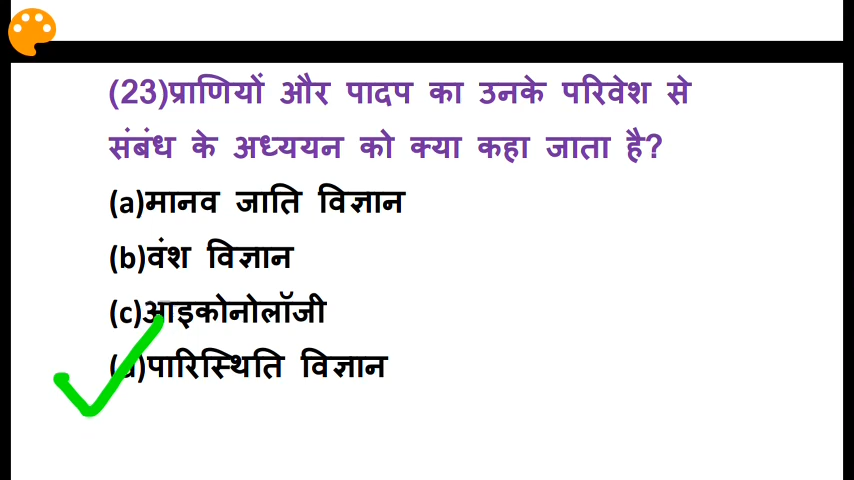 (23)प्राणियों और पादप का उनके परिवेश से
संबंध के अध्ययन को क्या कहा जाता है?
(a)मानव जाति विज्ञान
(b)वंश विज्ञान
(c)आइकोनोलॉजी
(d)पारिस्थिति विज्ञान